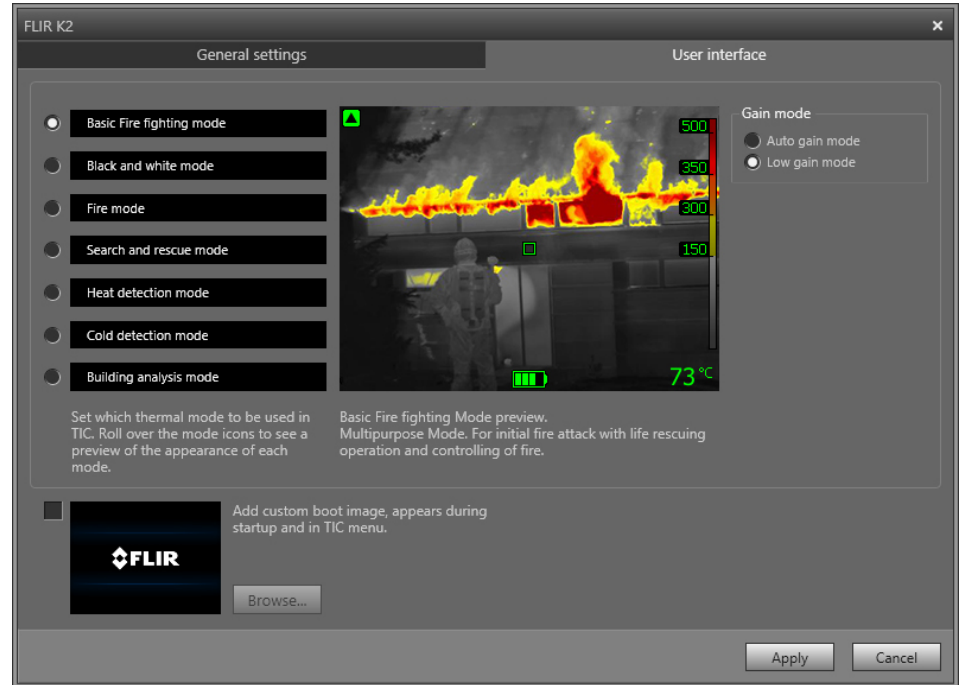 FLIR K2
General settings
User interface
Basic Fire fighting mode
Black and white mode
Fire mode
Search and rescue mode
Heat detection mode
Cold detection mode
Building analysis mode
Set which thermal mode to be used in
TIC. Roll over the mode icons to see a
preview of the appearance of each
mode.
500
350
300
150
73 °C
Basic Fire fighting Mode preview.
Multipurpose Mode. For initial fire attack with life rescuing
operation and controlling of fire.
Gain mode
Auto gain mode
Low gain mode
FLIR
Add custom boot image, appears during
startup and in TIC menu.
Browse...
Apply
Cancel